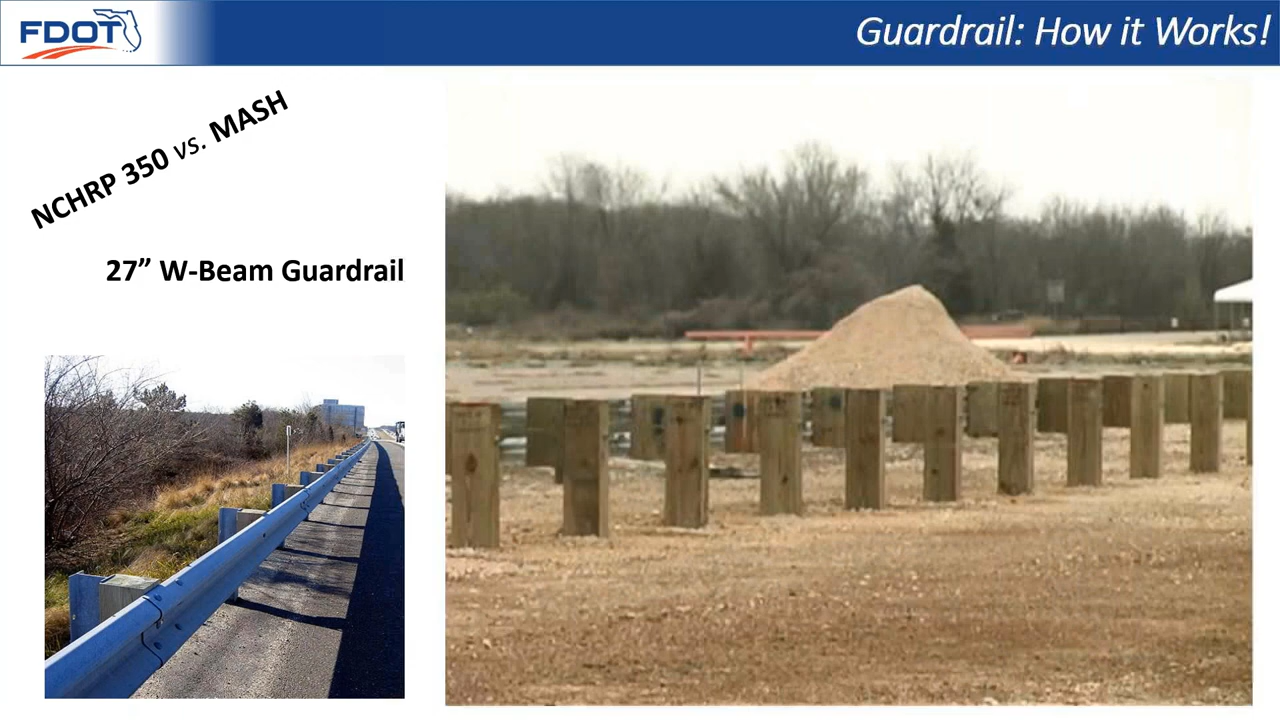 FDOT
Guardrail: How it Works!
NCHRP 350 vs. MASH
27” W-Beam Guardrail